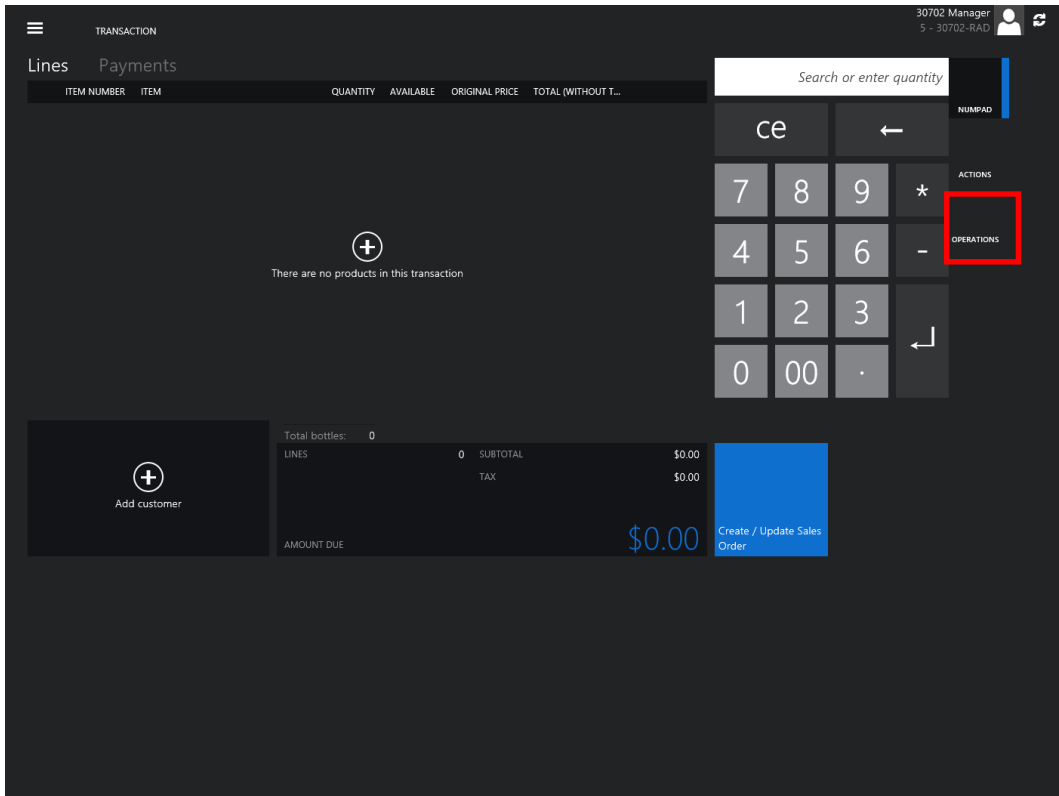 30702 Manager
5 - 30702-RAD
TRANSACTION
Lines Payments
ITEM NUMBER ITEM QUANTITY AVAILABLE ORIGINAL PRICE TOTAL (WITHOUT T...
There are no products in this transaction
Search or enter quantity
ce ←
7 8 9 *
4 5 6 -
1 2 3
0 00 .
NUMPAD
ACTIONS
OPERATIONS
Add customer
Total bottles: 0
LINES 0 SUBTOTAL $0.00
TAX $0.00
AMOUNT DUE $0.00
Create / Update Sales
Order